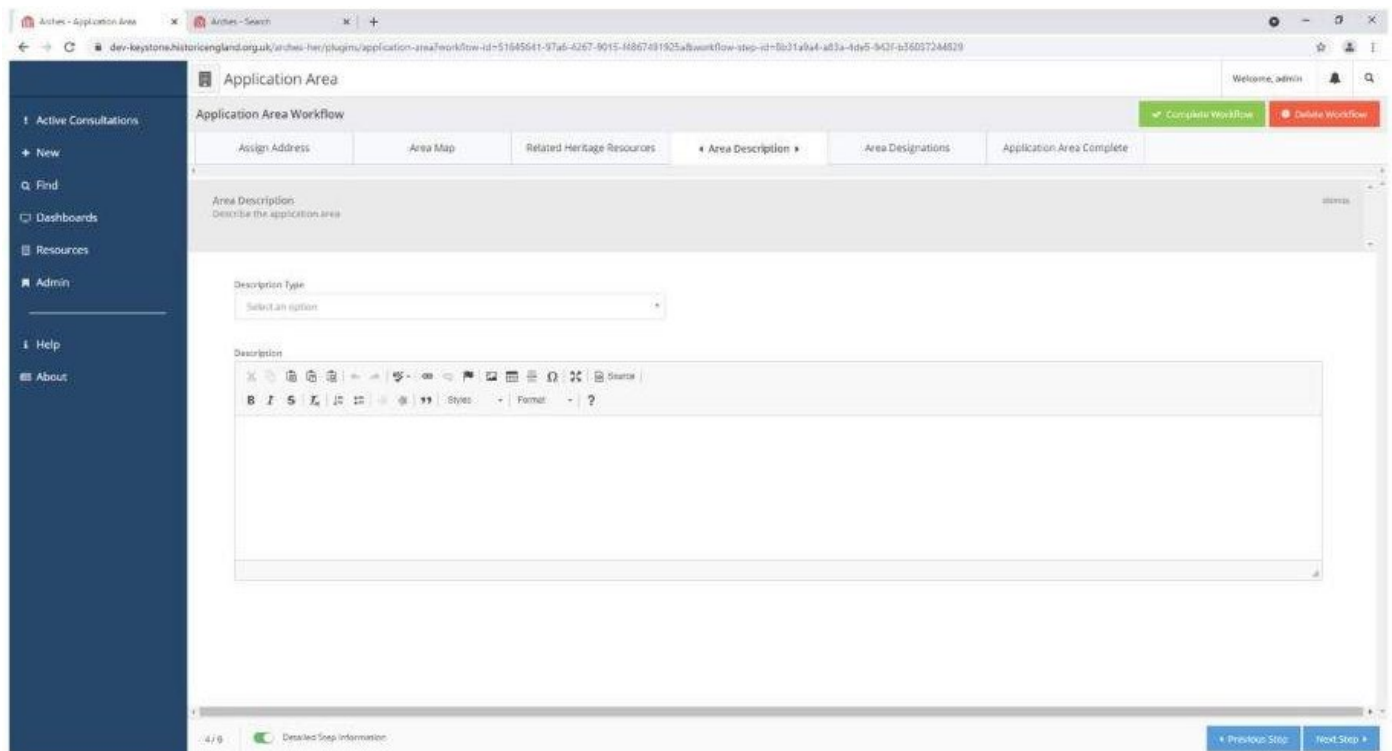 Arches - Application Area
Arches - Search
Application Area
Welcome, admin
Application Area Workflow
Complete Workflow
Delete Workflow
! Active Consultations
+ New
Find
Dashboards
Resources
Admin
i Help
About
Assign Address
Area Map
Related Heritage Resources
Area Description
Area Designations
Application Area Complete
Area Description
Describe the application area
dismiss
Description Type
Select an option
Description
Source
B I S Styles Format ?
4 / 6
Detailed Step Information
Previous Step
Next Step